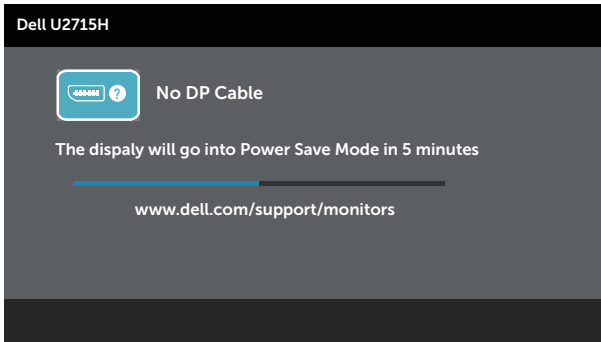 Dell U2715H
?
No DP Cable
The dispaly will go into Power Save Mode in 5 minutes
www.dell.com/support/monitors